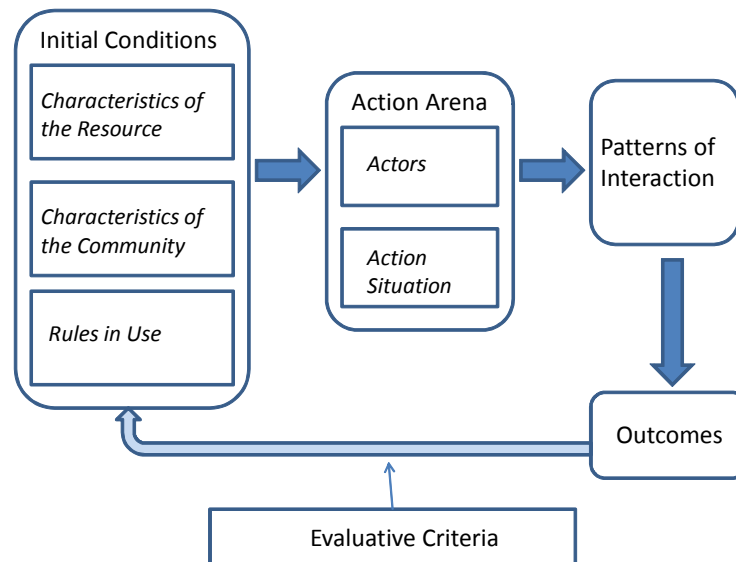 Initial Conditions
Characteristics of
the Resource
Characteristics of
the Community
Rules in Use
Action Arena
Actors
Action
Situation
Patterns of
Interaction
Outcomes
Evaluative Criteria